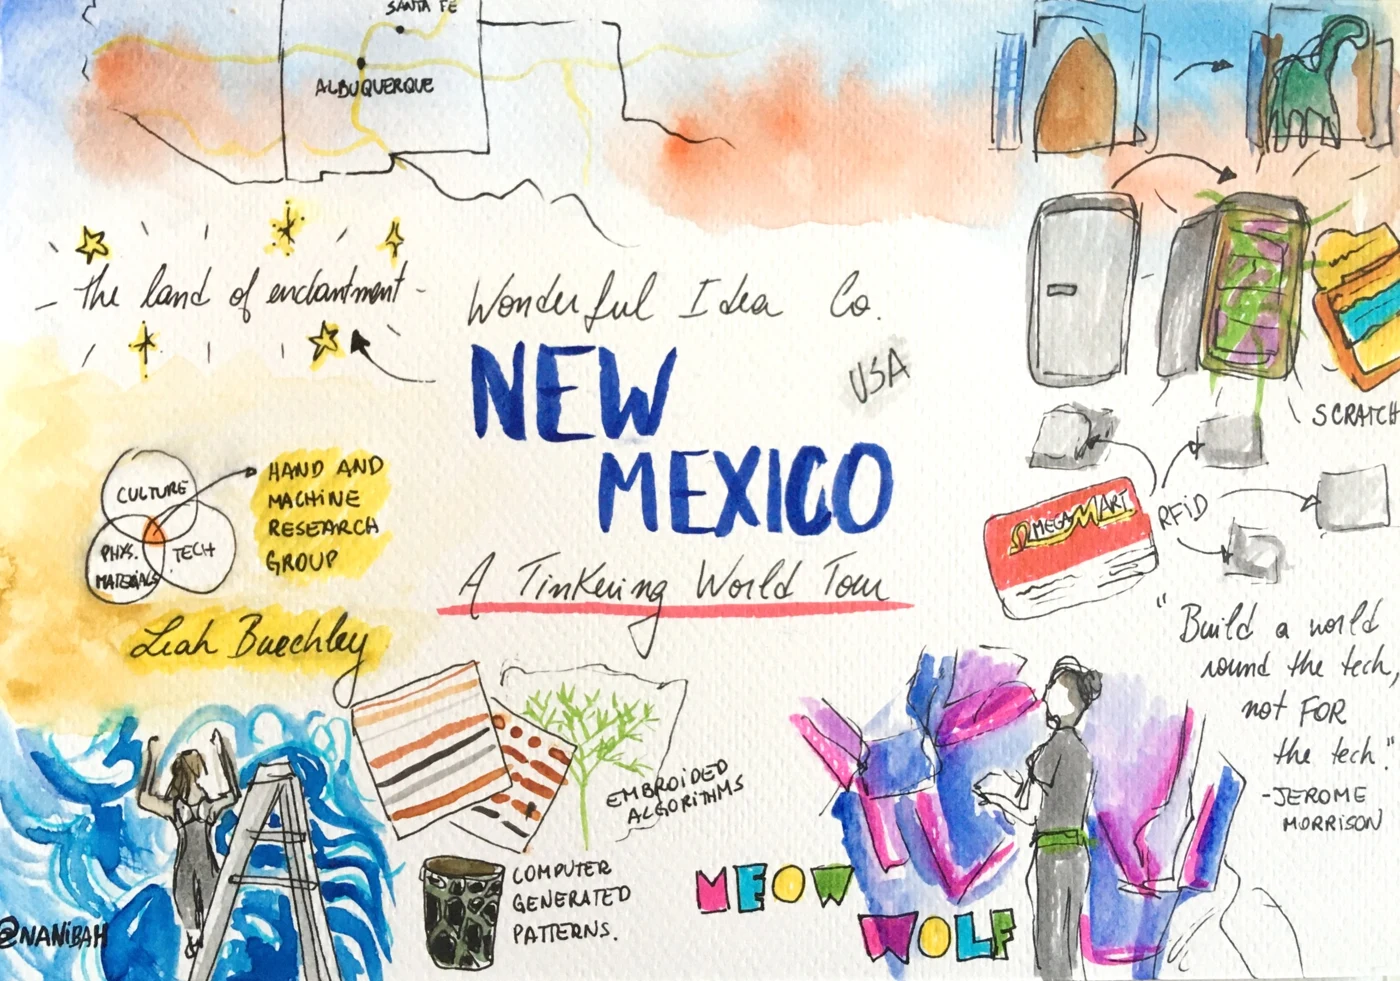 SANTA FE
ALBUQUERQUE
the land of enchantment
Wonderful Idea Co.
NEW
MEXICO
USA
A Tinkering World Tour
CULTURE
PHYS.
MATERIALS
TECH
HAND AND
MACHINE
RESEARCH
GROUP
Leah Buechley
EMBROIDED
ALGORITHMS
COMPUTER
GENERATED
PATTERNS.
@NANIBAH
SCRATCH
OMEGA MART
RFiD
"Build a world
round the tech,
not FOR
the tech."
-JEROME
MORRISON
MEOW
WOLF